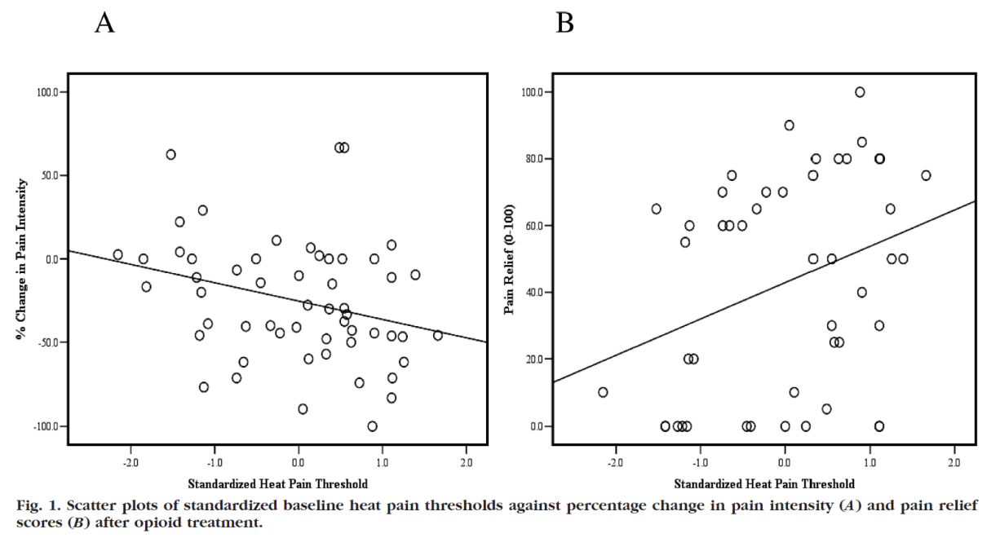 A
B
100.0
50.0
0.0
-50.0
-100.0
% Change in Pain Intensity
-2.0 -1.0 0.0 1.0 2.0
Standardized Heat Pain Threshold
100.0
80.0
60.0
40.0
20.0
0.0
Pain Relief (0-100)
-2.0 -1.0 0.0 1.0 2.0
Standardized Heat Pain Threshold
Fig. 1. Scatter plots of standardized baseline heat pain thresholds against percentage change in pain intensity (A) and pain relief
scores (B) after opioid treatment.